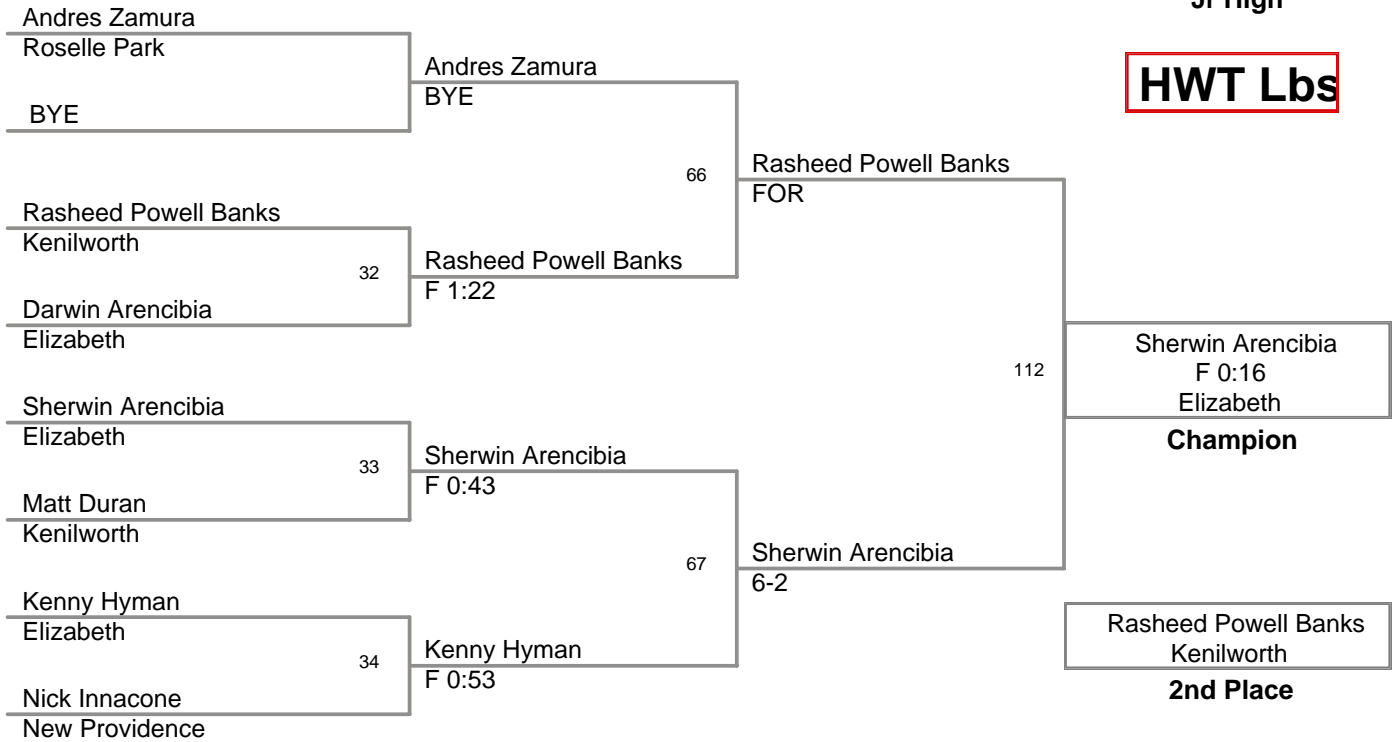 Jr High
HWT Lbs
Andres Zamura
Roselle Park
BYE
Andres Zamura
BYE
66
Rasheed Powell Banks
FOR
Rasheed Powell Banks
Kenilworth
32
Rasheed Powell Banks
F 1:22
Darwin Arencibia
Elizabeth
112
Sherwin Arencibia
F 0:16
Elizabeth
Champion
Sherwin Arencibia
Elizabeth
33
Sherwin Arencibia
F 0:43
Matt Duran
Kenilworth
67
Sherwin Arencibia
6-2
Kenny Hyman
Elizabeth
34
Kenny Hyman
F 0:53
Nick Innacone
New Providence
Rasheed Powell Banks
Kenilworth
2nd Place